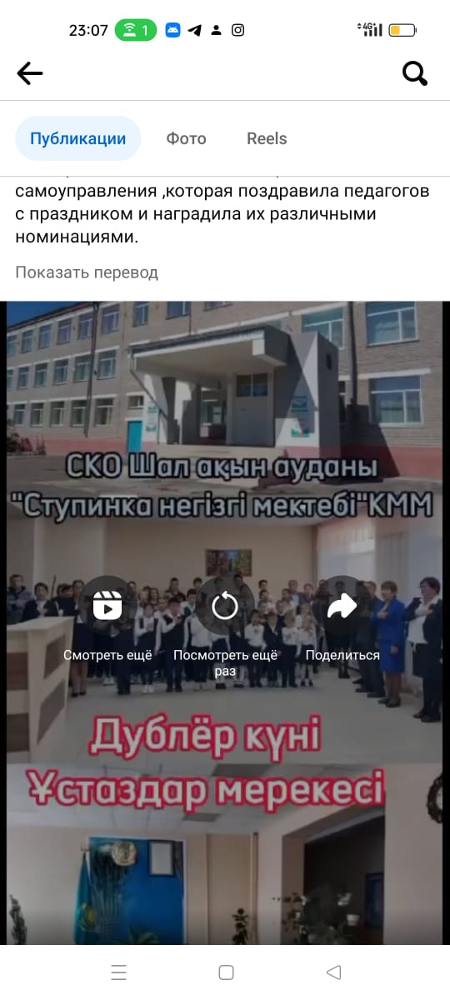 23:07
1
4G+
Публикации
Фото
Reels
самоуправления ,которая поздравила педагогов
с праздником и наградила их различными
номинациями.
Показать перевод
СКО Шал ақын ауданы
"Ступинка негізгі мектебі"КММ
Смотреть ещё
Посмотреть ещё
раз
Поделиться
Дублёр күні
Ұстаздар мерекесі